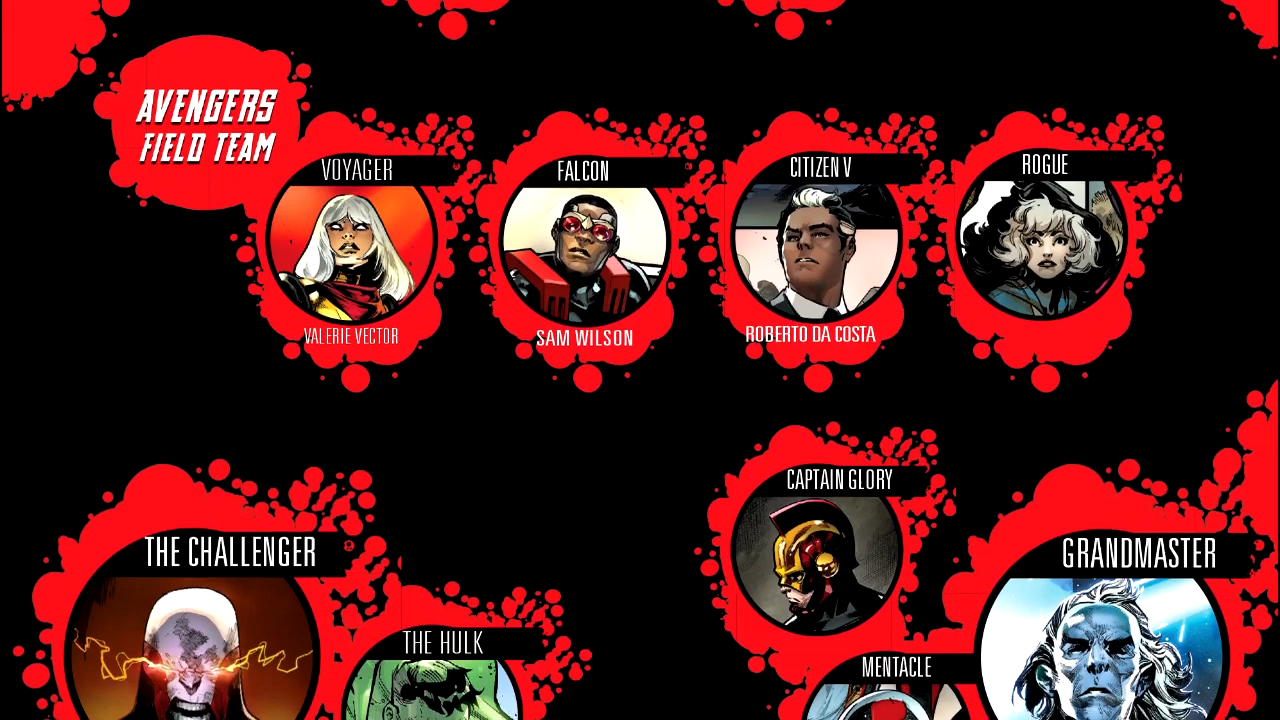 AVENGERS
FIELD TEAM
VOYAGER
FALCON
CITIZEN V
ROGUE
VALERIE VECTOR
SAM WILSON
ROBERTO DA COSTA
CAPTAIN GLORY
THE CHALLENGER
GRANDMASTER
THE HULK
MENTACLE